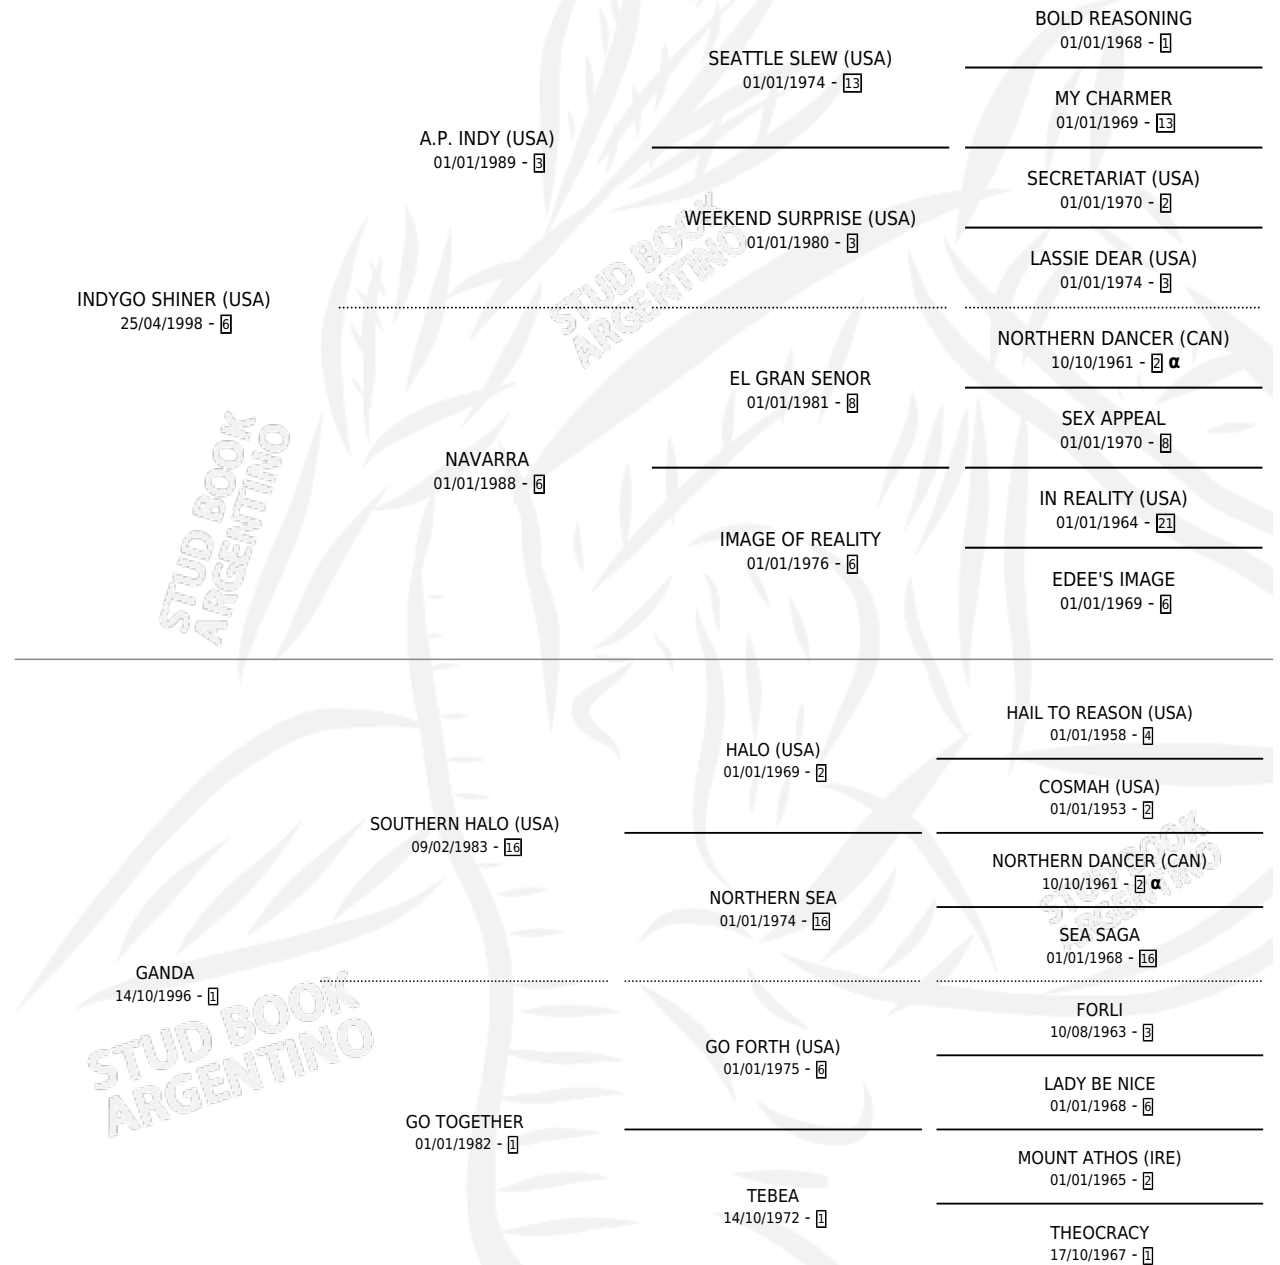 BOLD REASONING
01/01/1968 - 1
SEATTLE SLEW (USA)
01/01/1974 - 13
MY CHARMER
01/01/1969 - 13
A.P. INDY (USA)
01/01/1989 - 3
SECRETARIAT (USA)
01/01/1970 - 2
WEEKEND SURPRISE (USA)
01/01/1980 - 3
LASSIE DEAR (USA)
01/01/1974 - 3
INDYGO SHINER (USA)
25/04/1998 - 6
NORTHERN DANCER (CAN)
10/10/1961 - 2 α
EL GRAN SENOR
01/01/1981 - 8
SEX APPEAL
01/01/1970 - 8
NAVARRA
01/01/1988 - 6
IN REALITY (USA)
01/01/1964 - 21
IMAGE OF REALITY
01/01/1976 - 6
EDEE'S IMAGE
01/01/1969 - 6
HAIL TO REASON (USA)
01/01/1958 - 4
HALO (USA)
01/01/1969 - 2
COSMAH (USA)
01/01/1953 - 2
SOUTHERN HALO (USA)
09/02/1983 - 16
NORTHERN DANCER (CAN)
10/10/1961 - 2 α
NORTHERN SEA
01/01/1974 - 16
SEA SAGA
01/01/1968 - 16
GANDA
14/10/1996 - 1
FORLI
10/08/1963 - 3
GO FORTH (USA)
01/01/1975 - 6
LADY BE NICE
01/01/1968 - 6
GO TOGETHER
01/01/1982 - 1
MOUNT ATHOS (IRE)
01/01/1965 - 2
TEBEA
14/10/1972 - 1
THEOCRACY
17/10/1967 - 1
STUD BOOK
ARGENTINO
STUD BOOK
ARGENTINO
STUD BOOK
ARGENTINO
STUD BOOK
ARGENTINO